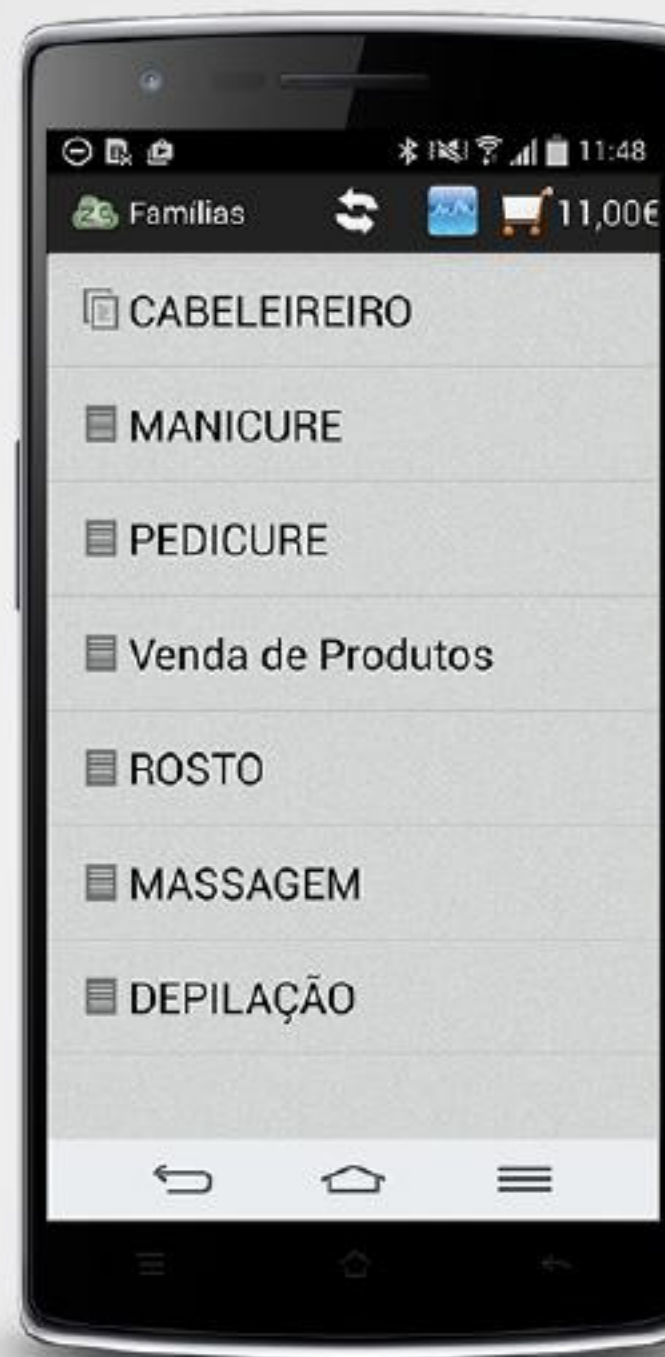 11:48
Famílias 11,00€
CABELEIREIRO
MANICURE
PEDICURE
Venda de Produtos
ROSTO
MASSAGEM
DEPILAÇÃO